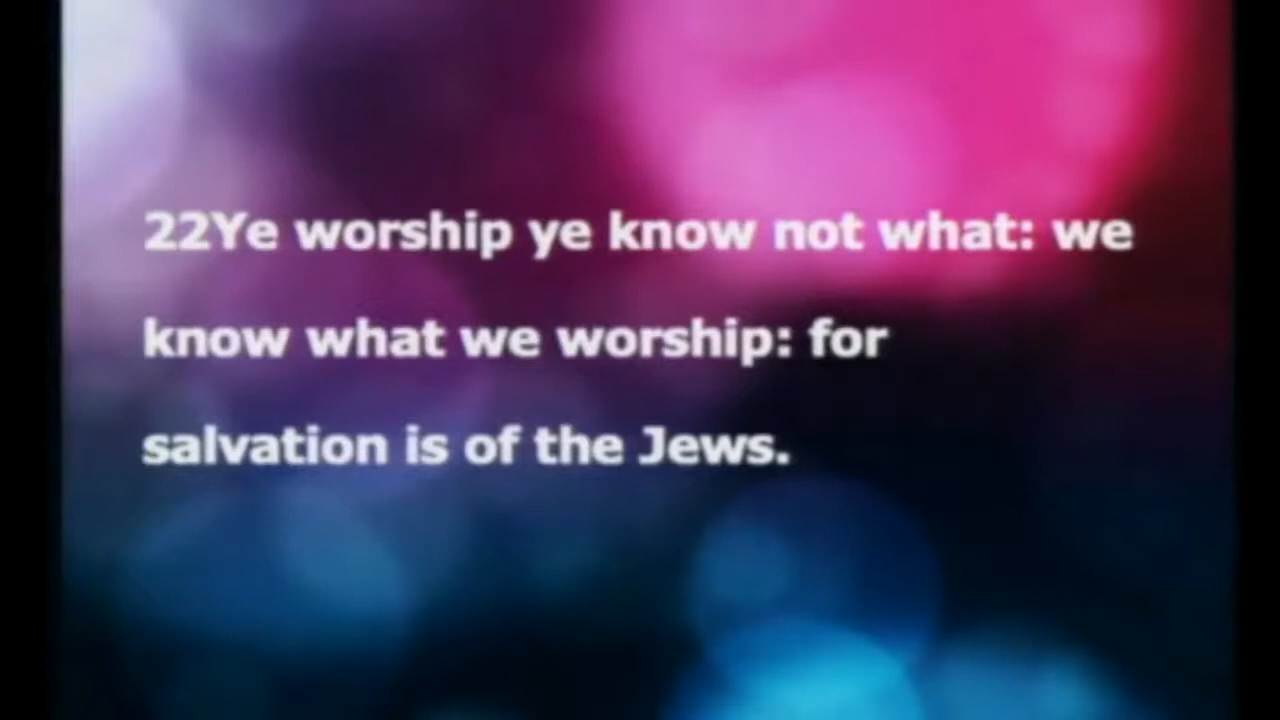 22Ye worship ye know not what: we
know what we worship: for
salvation is of the Jews.